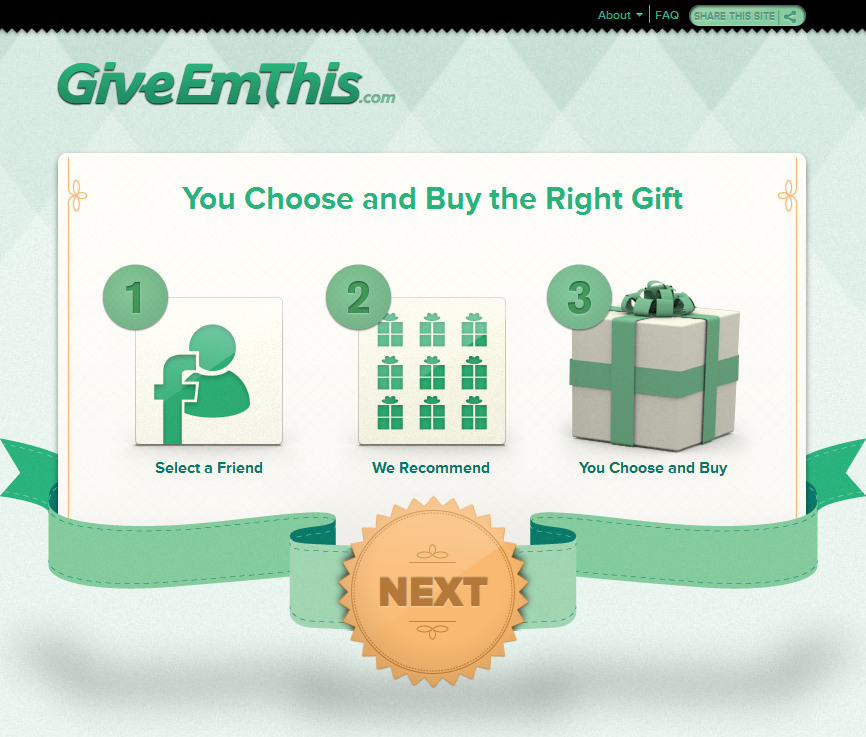 About
FAQ
SHARE THIS SITE
GiveEmThis.com
You Choose and Buy the Right Gift
1
2
3
Select a Friend
We Recommend
You Choose and Buy
NEXT